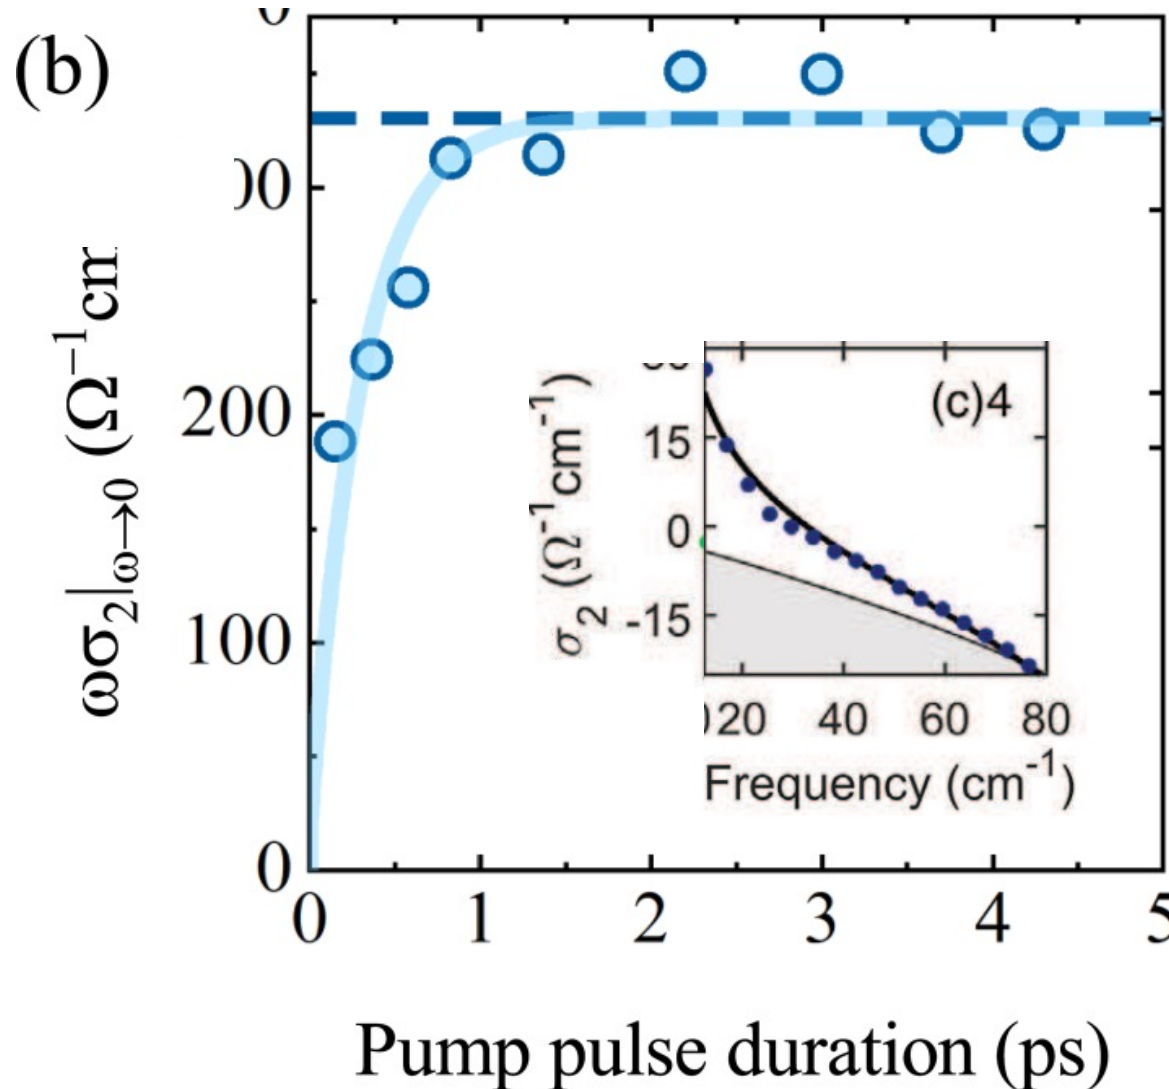 (b)
ωσ₂|ω→0 (Ω⁻¹cm
200
100
0
0 1 2 3 4 5
Pump pulse duration (ps)
(c)4
σ₂ (Ω⁻¹cm⁻¹)
15
0
-15
20 40 60 80
Frequency (cm⁻¹)